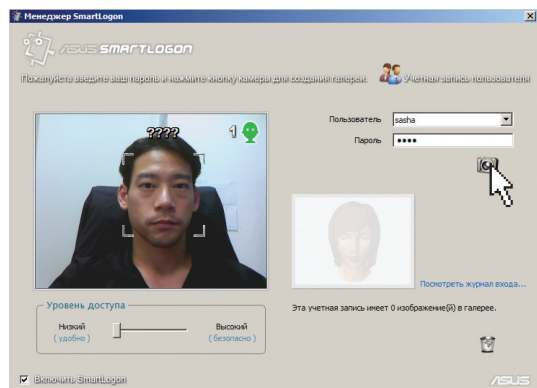 Менеджер SmartLogon
ASUS SMARTLOGON
Пожалуйста введите ваш пароль и нажмите кнопку камеры для создания галереи.
Учетная запись пользователя
????
1
Пользователь
sasha
Пароль
Посмотреть журнал входа...
Уровень доступа
Низкий
( удобно )
Высокий
( безопасно )
Эта учетная запись имеет 0 изображение(й) в галерее.
Включить SmartLogon
ASUS